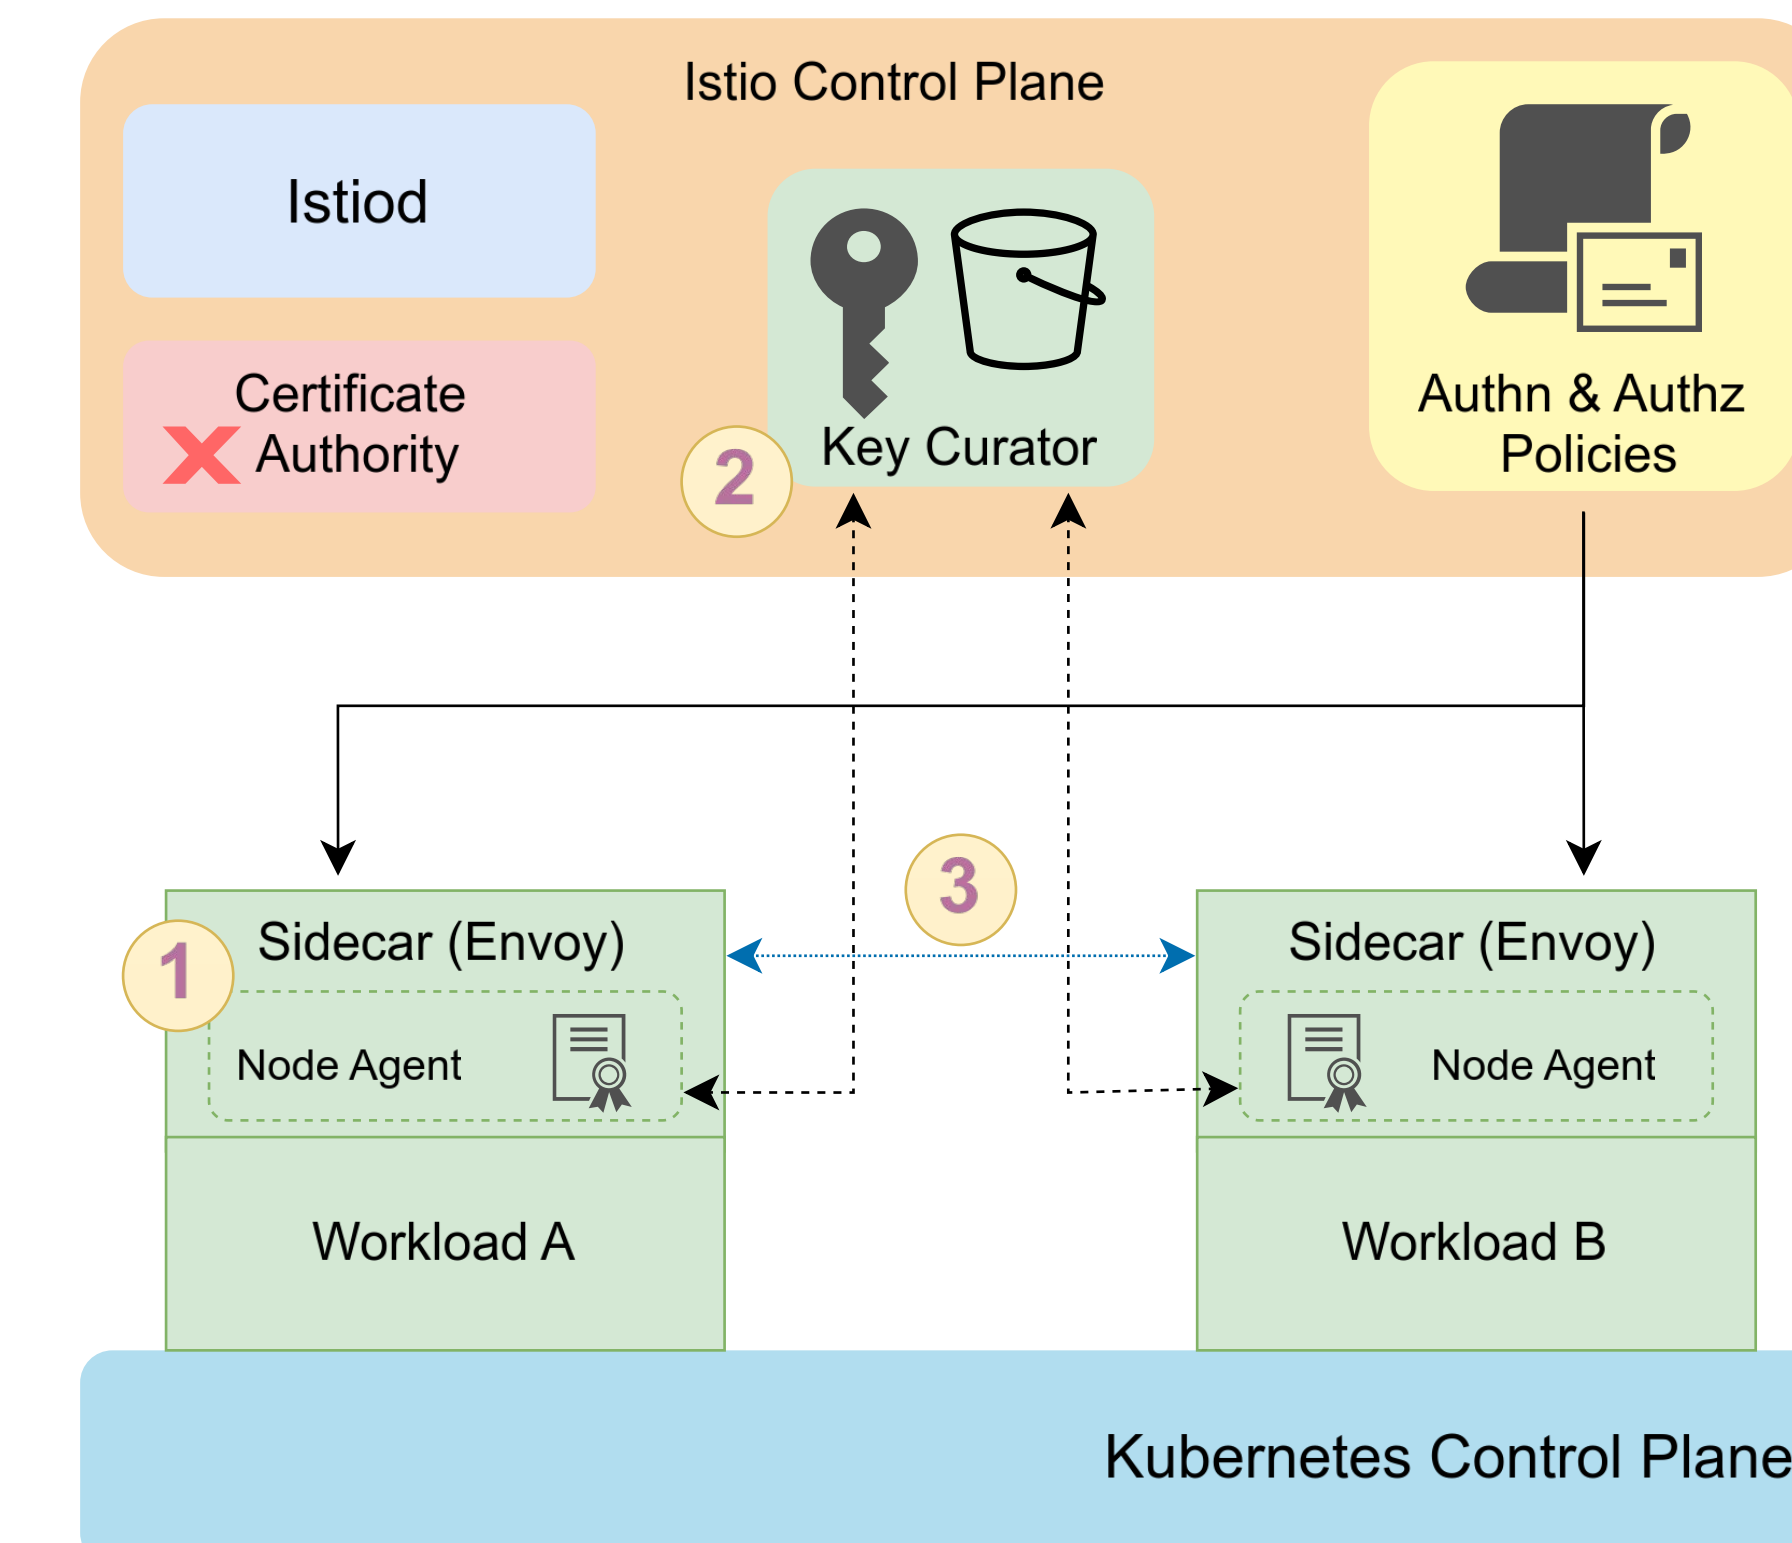 Istio Control Plane
Istiod
Certificate
Authority
Key Curator
2
Authn & Authz
Policies
3
1
Sidecar (Envoy)
Node Agent
Workload A
Sidecar (Envoy)
Node Agent
Workload B
Kubernetes Control Plane